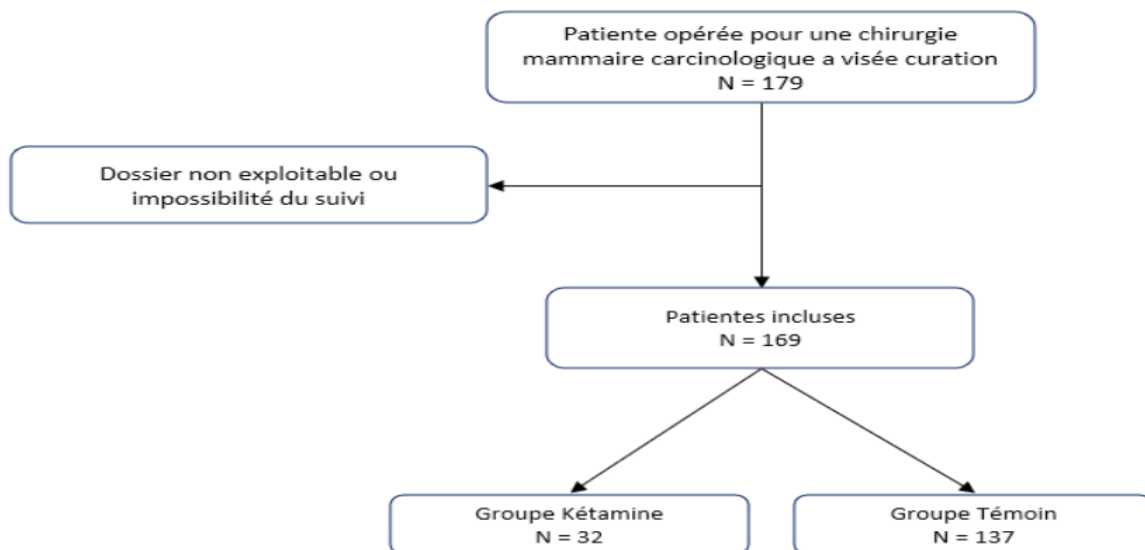 Patiente opérée pour une chirurgie
mammaire carcinologique a visée curation
N = 179
Dossier non exploitable ou
impossibilité du suivi
Patientes incluses
N = 169
Groupe Kétamine
N = 32
Groupe Témoin
N = 137